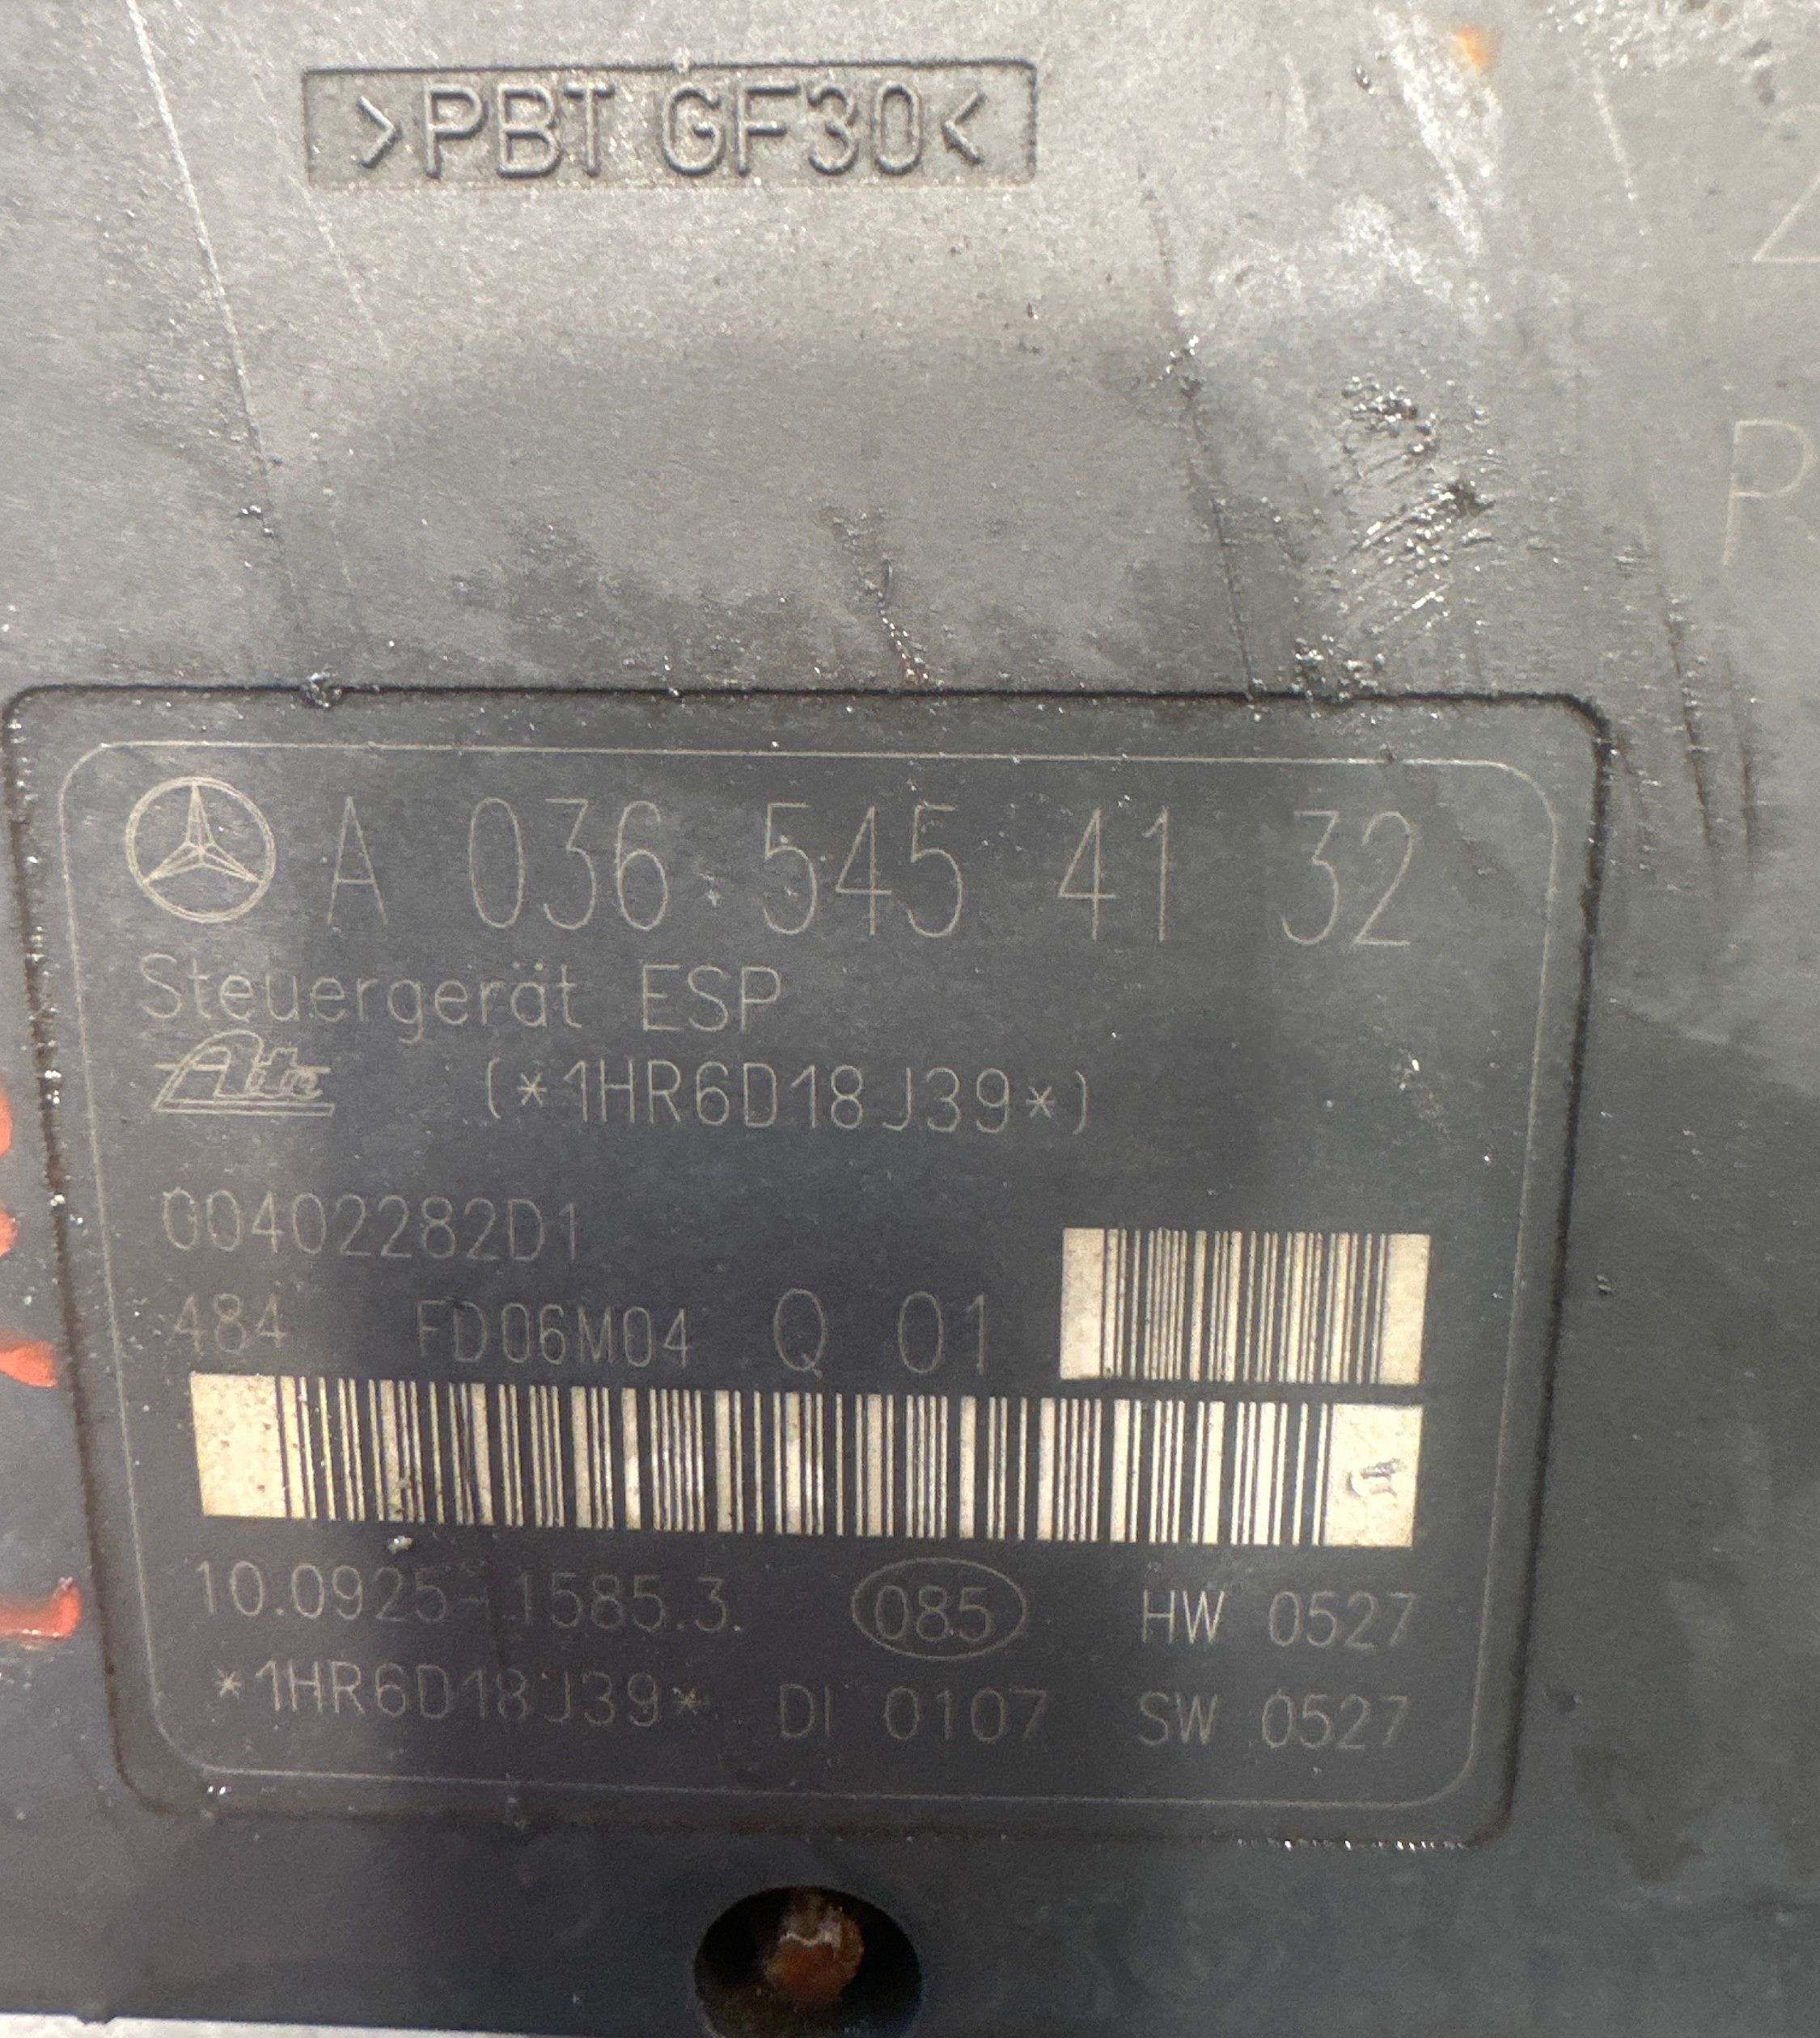 >PBT GF30<
P
A 036 545 41 32
Steuergerät ESP
Ate (*1HR6D18J39*)
00402282D1
484 FD06M04 Q 01
10.0925-1585.3. 085 HW 0527
*1HR6D18J39* DI 0107 SW 0527